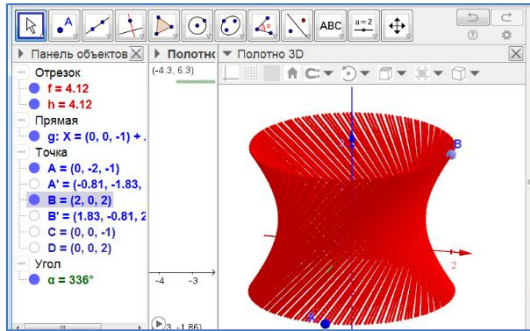 ABC
a = 2
Панель объектов
Полотно
Полотно 3D
Отрезок
f = 4.12
h = 4.12
Прямая
g: X = (0, 0, -1) +
Точка
A = (0, -2, -1)
A' = (-0.81, -1.83,
B = (2, 0, 2)
B' = (1.83, -0.81, 2
C = (0, 0, -1)
D = (0, 0, 2)
Угол
α = 336°
(-4.3, 6.3)
-4
-3
-1.86)
B
2
A